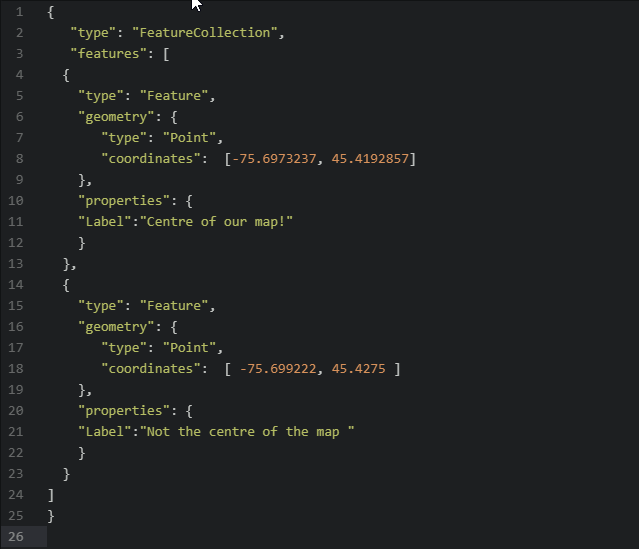 1 {
2    "type": "FeatureCollection",
3    "features": [
4   {
5     "type": "Feature",
6     "geometry": {
7        "type": "Point",
8        "coordinates":  [-75.6973237, 45.4192857]
9     },
10     "properties": {
11     "Label":"Centre of our map!"
12     }
13   },
14   {
15     "type": "Feature",
16     "geometry": {
17        "type": "Point",
18        "coordinates":  [ -75.699222, 45.4275 ]
19     },
20     "properties": {
21     "Label":"Not the centre of the map "
22     }
23   }
24 ]
25 }
26